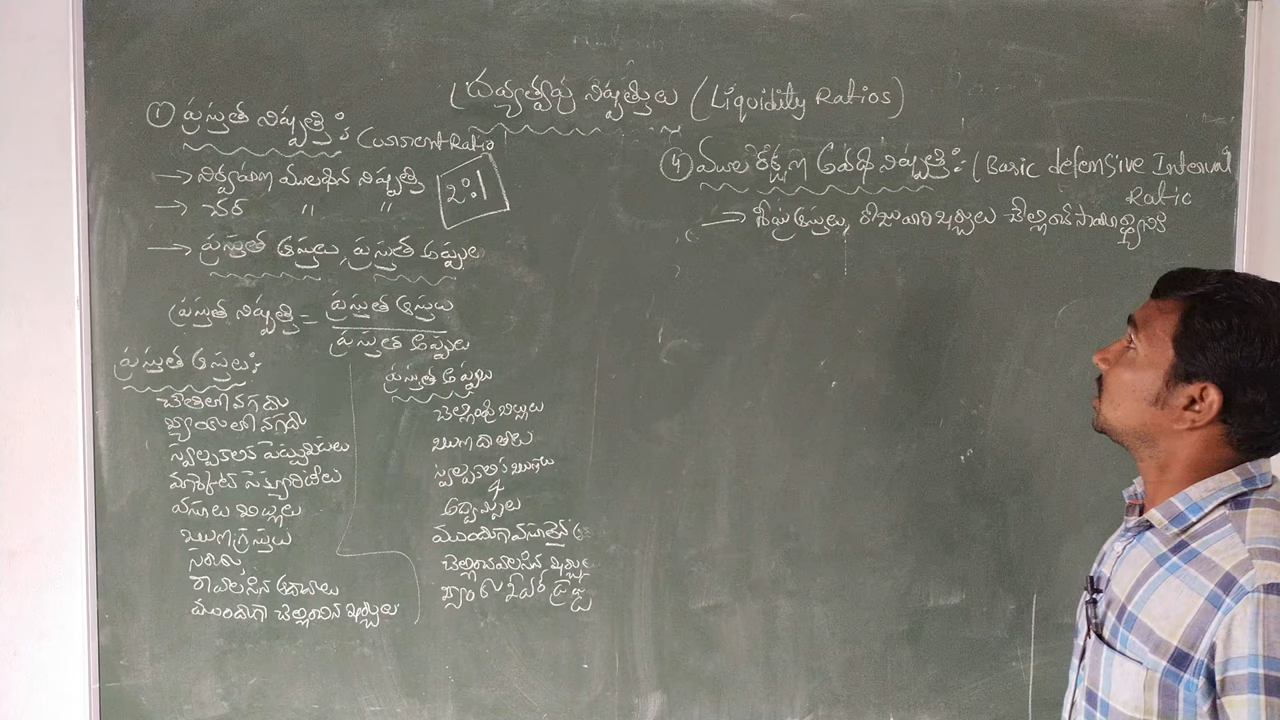 ద్రవ్యత్వపు నిష్పత్తులు (Liquidity Ratios)
① ప్రస్తుత నిష్పత్తి : Current Ratio
→ నిర్వహణ మూలధన నిష్పత్తి
2:1
→ చర " "
→ ప్రస్తుత ఆస్తులు, ప్రస్తుత అప్పుల
ప్రస్తుత నిష్పత్తి = ప్రస్తుత ఆస్తులు
ప్రస్తుత అప్పులు
ప్రస్తుత ఆస్తులు :-
చేతిలో నగదు
బ్యాంకులో నగదు
స్వల్పకాలిక పెట్టుబడులు
మార్కెట్ సెక్యూరిటీలు
వసూలు బిల్లులు
ఋణగ్రస్తులు
సరుకు,
రావలసిన ఆదాయాలు
ముందుగా చెల్లించిన ఖర్చులు
ప్రస్తుత అప్పులు
చెల్లింపు బిల్లులు
ఋణదాతలు
స్వల్పకాలిక ఋణాలు
&
అడ్వాన్సులు
ముందుగా వసూలైన
చెల్లించవలసిన ఖర్చులు
బ్యాంకు ఓవర్ డ్రాఫ్ట్
④ మూల రక్షణ అవధి నిష్పత్తి :- (Basic defensive Interval
Ratio
→ శీఘ్ర ఆస్తులు, రోజువారి ఖర్చులు చెల్లించే సామర్థ్యానికి